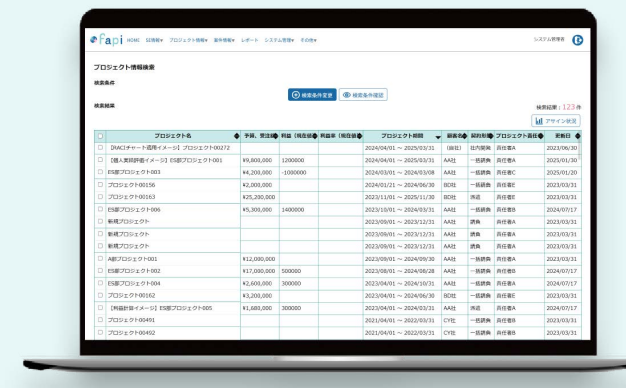 Fapi HOME SE情報▾ プロジェクト情報▾ 案件情報▾ レポート システム管理▾ その他▾ システム管理者
プロジェクト情報検索
検索条件
検索条件変更 検索条件確認
検索結果 検索結果：123件
アサイン状況
プロジェクト名 予算、受注額 利益（現在値） 利益率（現在値） プロジェクト期間 顧客名 契約形態 プロジェクト責任 更新日
【RACIチャート適用イメージ】プロジェクト00272 2024/04/01 ～ 2025/03/31 (自社) 社内開発 責任者A 2023/06/30
【個人実績評価イメージ】ES部プロジェクト001 ¥9,800,000 1200000 2024/04/01 ～ 2025/03/31 AA社 一括請負 責任者A 2025/01/30
ES部プロジェクト003 ¥4,200,000 -1000000 2024/03/01 ～ 2024/03/08 AA社 一括請負 責任者C 2025/01/20
プロジェクト00156 ¥2,000,000 2024/01/21 ～ 2024/06/30 BD社 一括請負 責任者E 2023/03/31
プロジェクト00163 ¥25,200,000 2023/11/01 ～ 2025/11/30 BD社 派遣 責任者E 2023/03/31
ES部プロジェクト006 ¥5,300,000 1400000 2023/10/01 ～ 2024/03/31 AA社 一括請負 責任者B 2024/07/17
新規プロジェクト 2023/09/01 ～ 2023/12/31 AA社 請負 責任者A 2023/03/31
新規プロジェクト 2023/09/01 ～ 2023/12/31 AA社 請負 責任者A 2023/03/31
新規プロジェクト 2023/09/01 ～ 2023/12/31 AA社 請負 責任者A 2023/03/31
A部プロジェクト001 ¥12,000,000 2023/09/01 ～ 2024/09/30 AA社 一括請負 責任者A 2023/03/31
ES部プロジェクト002 ¥17,000,000 500000 2023/08/01 ～ 2024/08/28 AA社 一括請負 責任者A 2024/07/17
ES部プロジェクト004 ¥2,600,000 300000 2023/05/01 ～ 2024/10/31 AA社 一括請負 責任者A 2024/07/17
プロジェクト00162 ¥3,200,000 2023/04/03 ～ 2024/06/30 BD社 一括請負 責任者E 2023/03/31
【利益計算イメージ】ES部プロジェクト005 ¥1,680,000 300000 2023/04/01 ～ 2024/03/31 AA社 一括請負 責任者A 2024/07/17
プロジェクト00491 2021/04/01 ～ 2022/03/31 CY社 一括請負 責任者B 2023/03/31
プロジェクト00492 2021/04/01 ～ 2022/03/31 CY社 一括請負 責任者B 2023/03/31